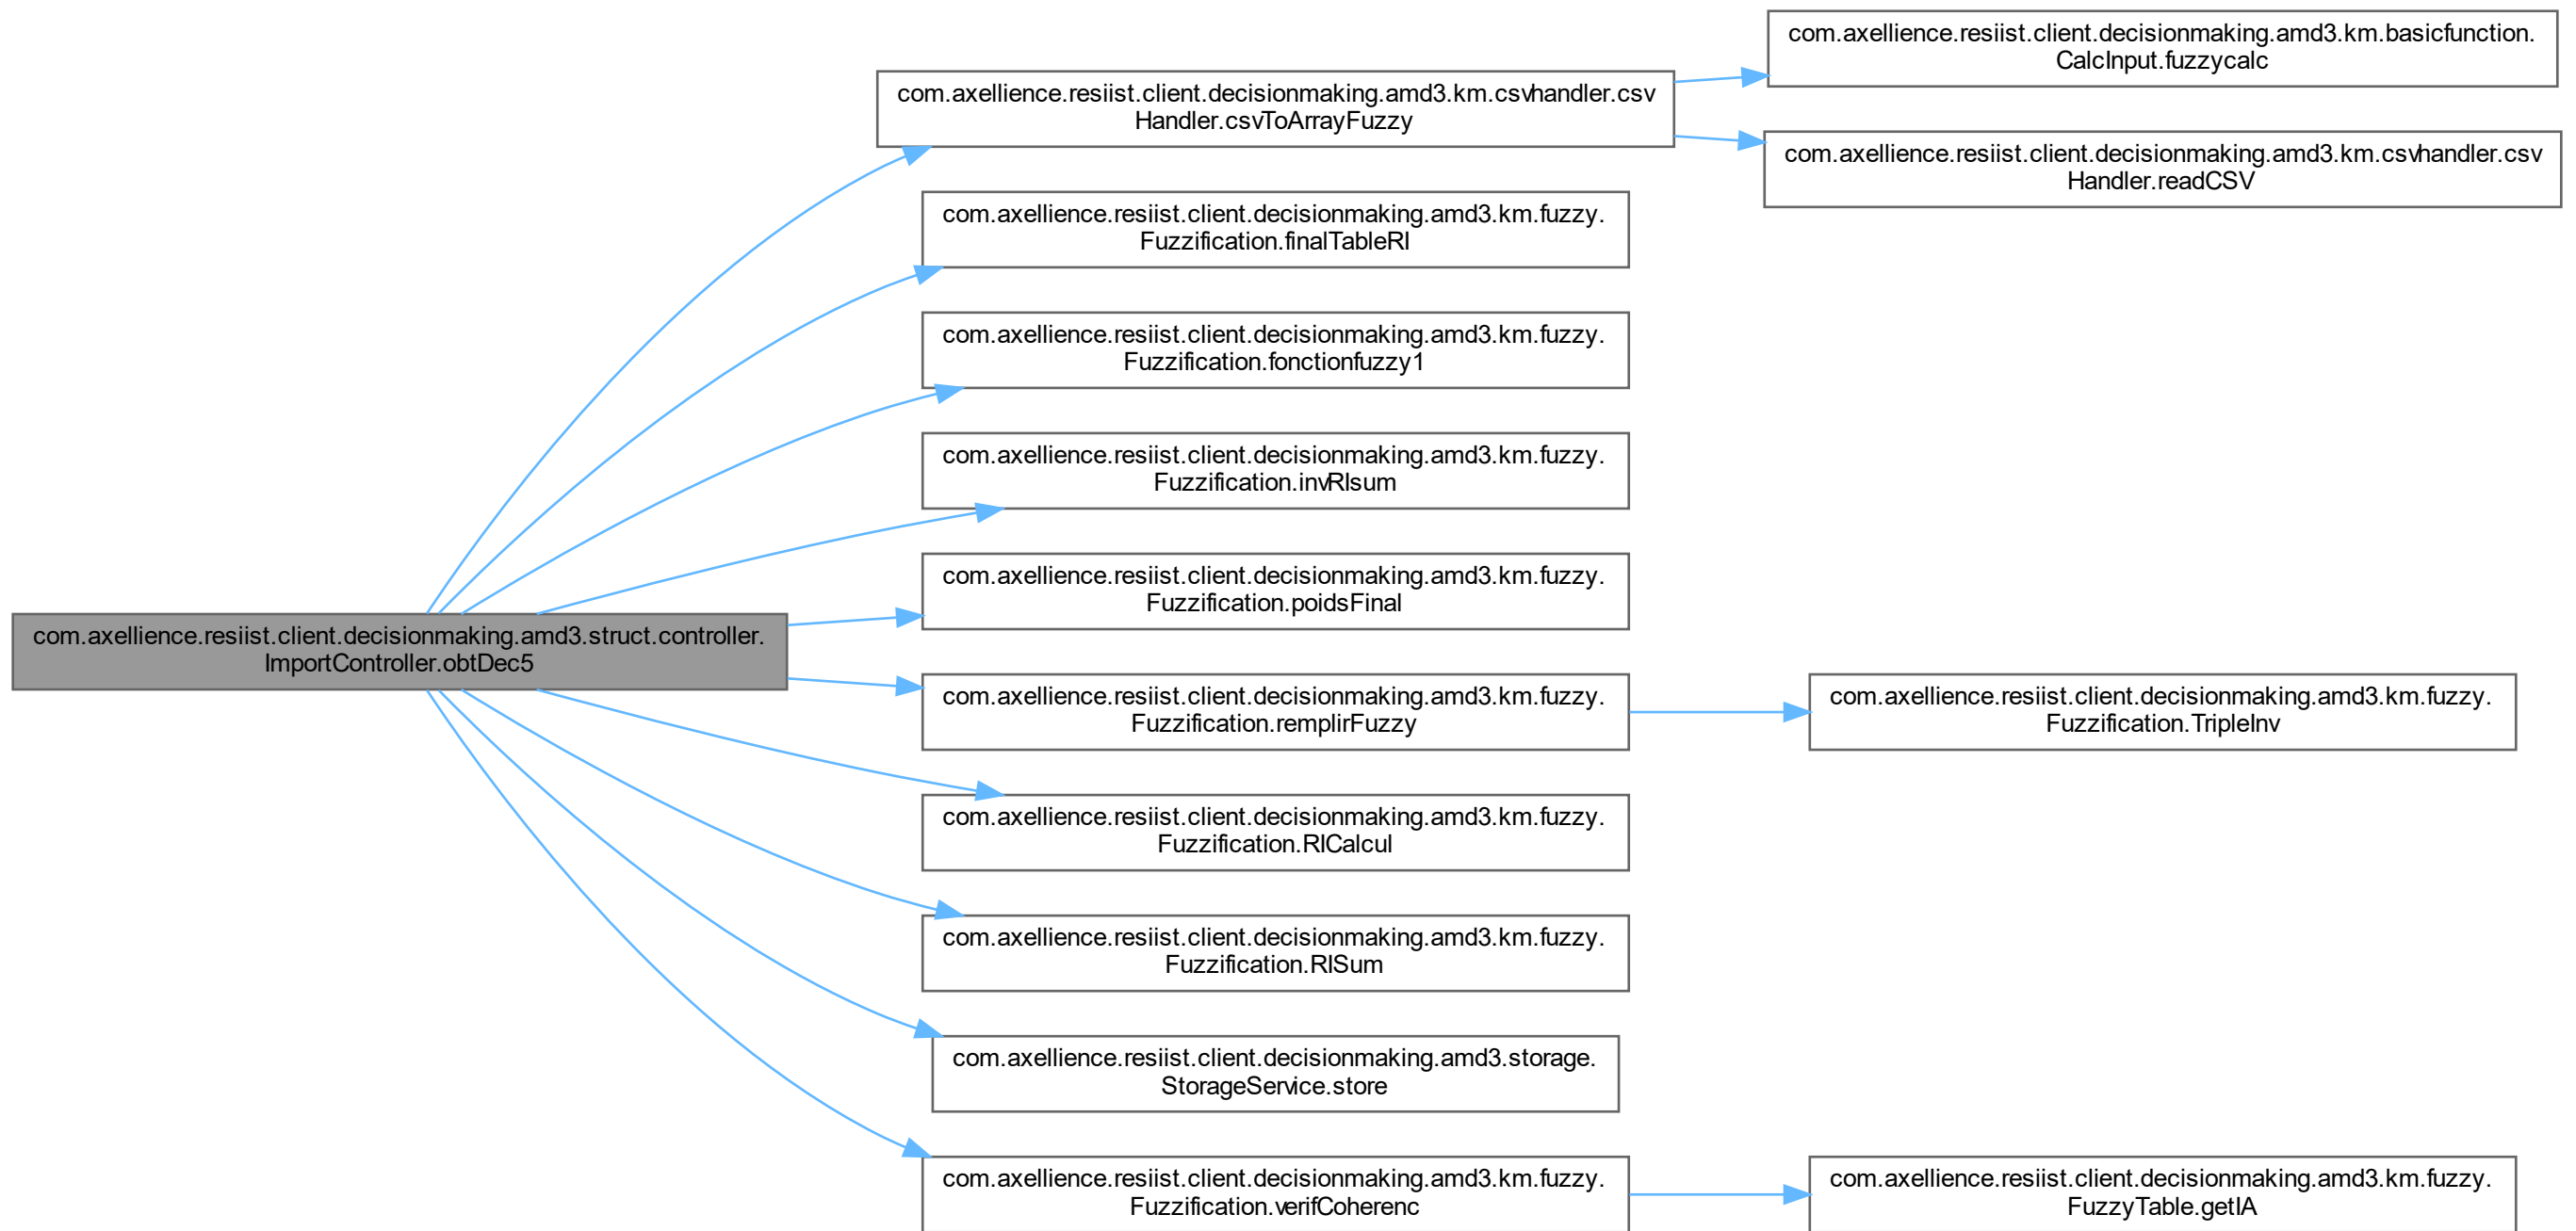 com.axellience.resiist.client.decisionmaking.amd3.km.basicfunction.
CalcInput.fuzzycalc
com.axellience.resiist.client.decisionmaking.amd3.km.csvhandler.csv
Handler.csvToArrayFuzzy
com.axellience.resiist.client.decisionmaking.amd3.km.csvhandler.csv
Handler.readCSV
com.axellience.resiist.client.decisionmaking.amd3.km.fuzzy.
Fuzzification.finalTableRI
com.axellience.resiist.client.decisionmaking.amd3.km.fuzzy.
Fuzzification.fonctionfuzzy1
com.axellience.resiist.client.decisionmaking.amd3.km.fuzzy.
Fuzzification.invRIsum
com.axellience.resiist.client.decisionmaking.amd3.km.fuzzy.
Fuzzification.poidsFinal
com.axellience.resiist.client.decisionmaking.amd3.struct.controller.
ImportController.obtDec5
com.axellience.resiist.client.decisionmaking.amd3.km.fuzzy.
Fuzzification.remplirFuzzy
com.axellience.resiist.client.decisionmaking.amd3.km.fuzzy.
Fuzzification.TripleInv
com.axellience.resiist.client.decisionmaking.amd3.km.fuzzy.
Fuzzification.RICalcul
com.axellience.resiist.client.decisionmaking.amd3.km.fuzzy.
Fuzzification.RISum
com.axellience.resiist.client.decisionmaking.amd3.storage.
StorageService.store
com.axellience.resiist.client.decisionmaking.amd3.km.fuzzy.
Fuzzification.verifCoherenc
com.axellience.resiist.client.decisionmaking.amd3.km.fuzzy.
FuzzyTable.getIA